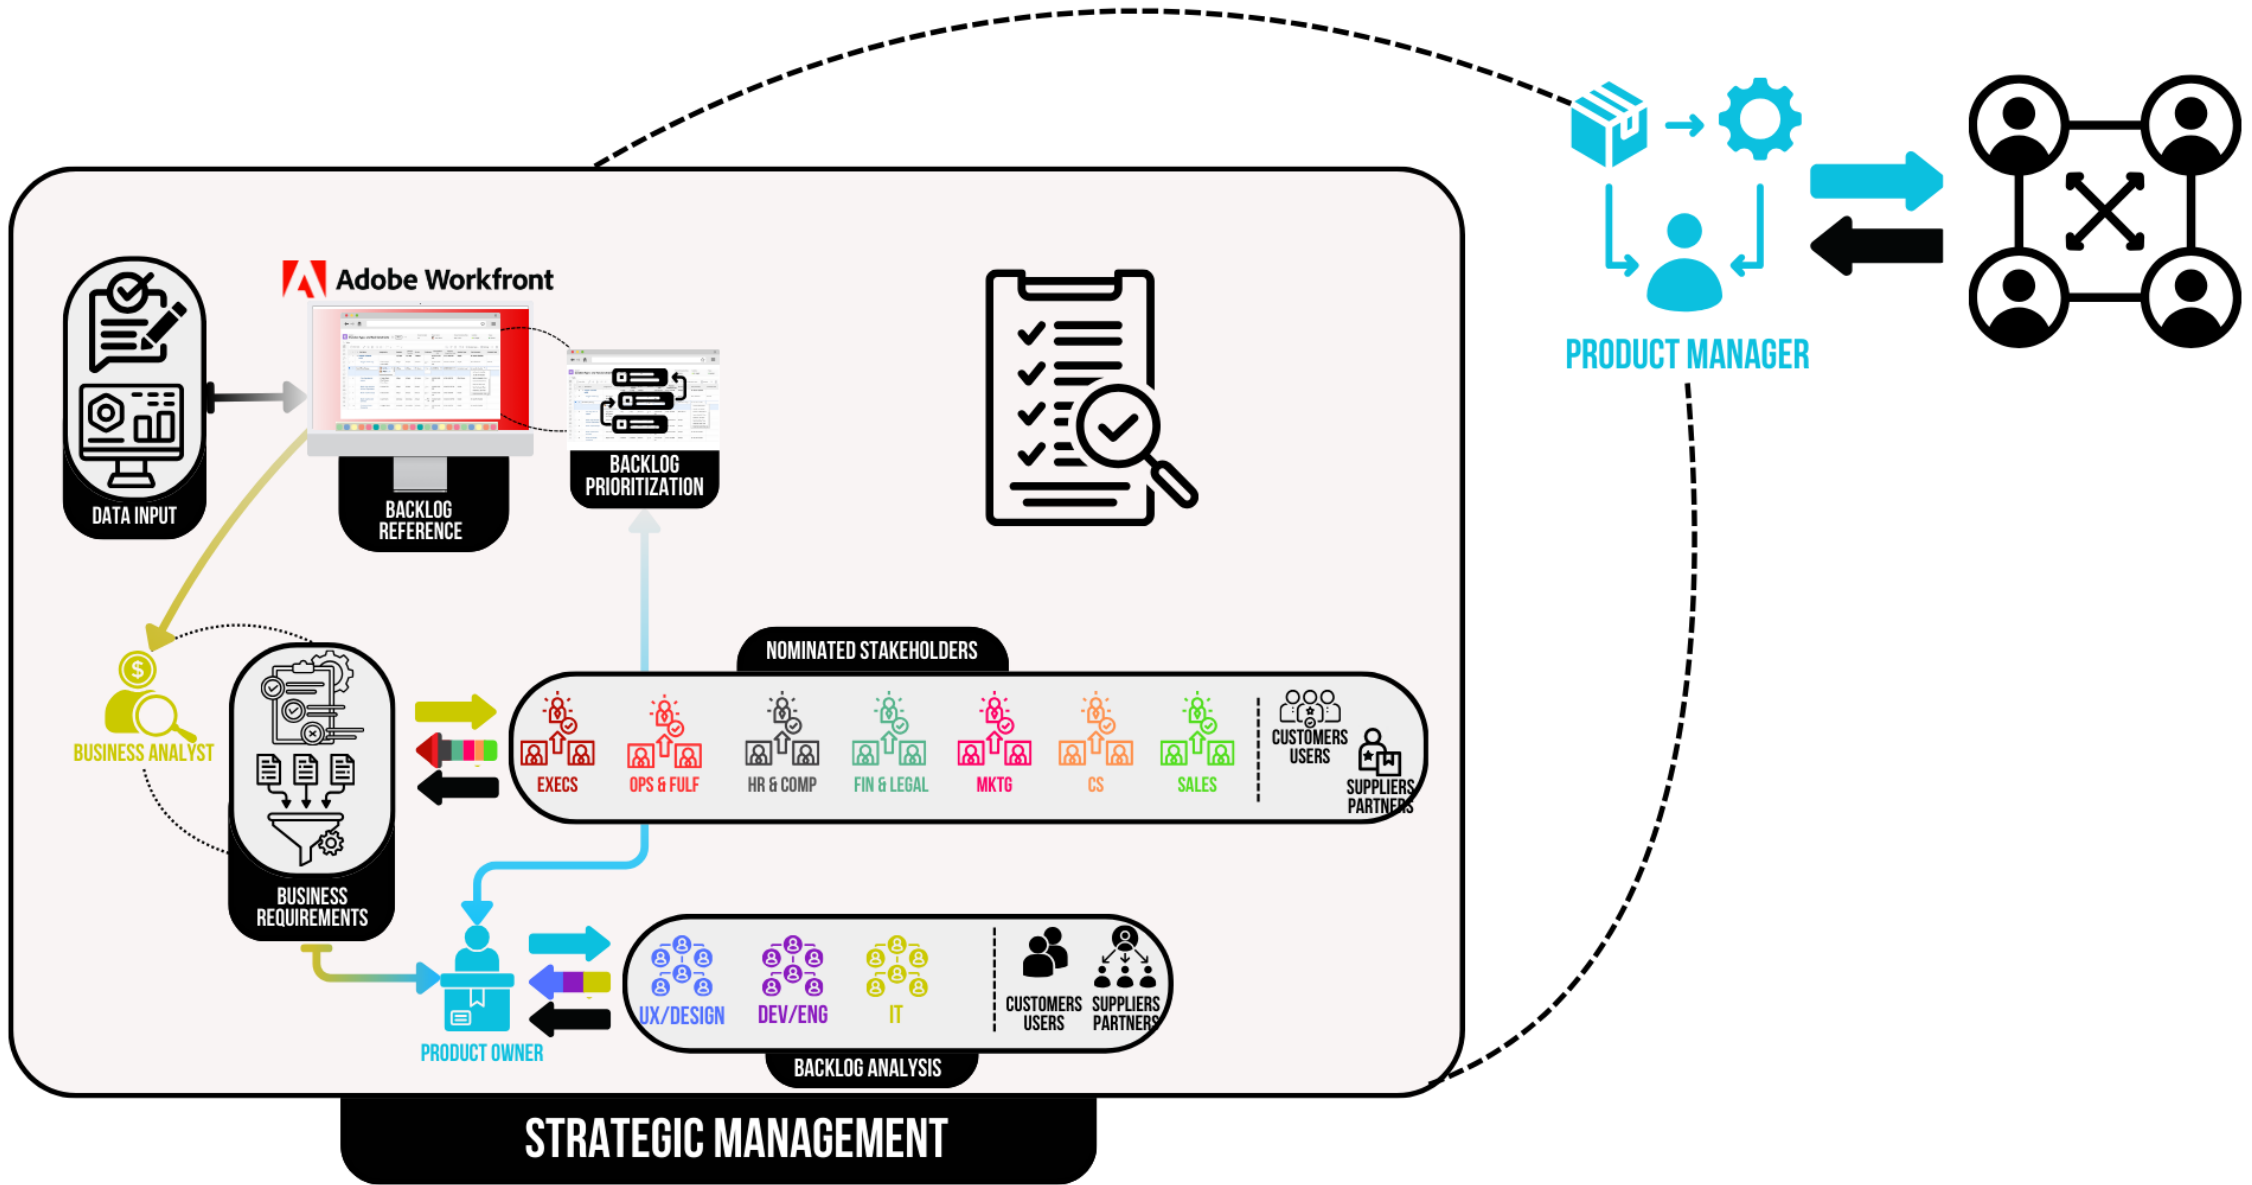 Adobe Workfront
PRODUCT MANAGER
DATA INPUT
BACKLOG
REFERENCE
BACKLOG
PRIORITIZATION
NOMINATED STAKEHOLDERS
EXECS
OPS & FULF
HR & COMP
FIN & LEGAL
MKTG
CS
SALES
CUSTOMERS
USERS
SUPPLIERS
PARTNERS
$
BUSINESS ANALYST
BUSINESS
REQUIREMENTS
PRODUCT OWNER
UX/DESIGN
DEV/ENG
IT
CUSTOMERS
USERS
SUPPLIERS
PARTNERS
BACKLOG ANALYSIS
STRATEGIC MANAGEMENT